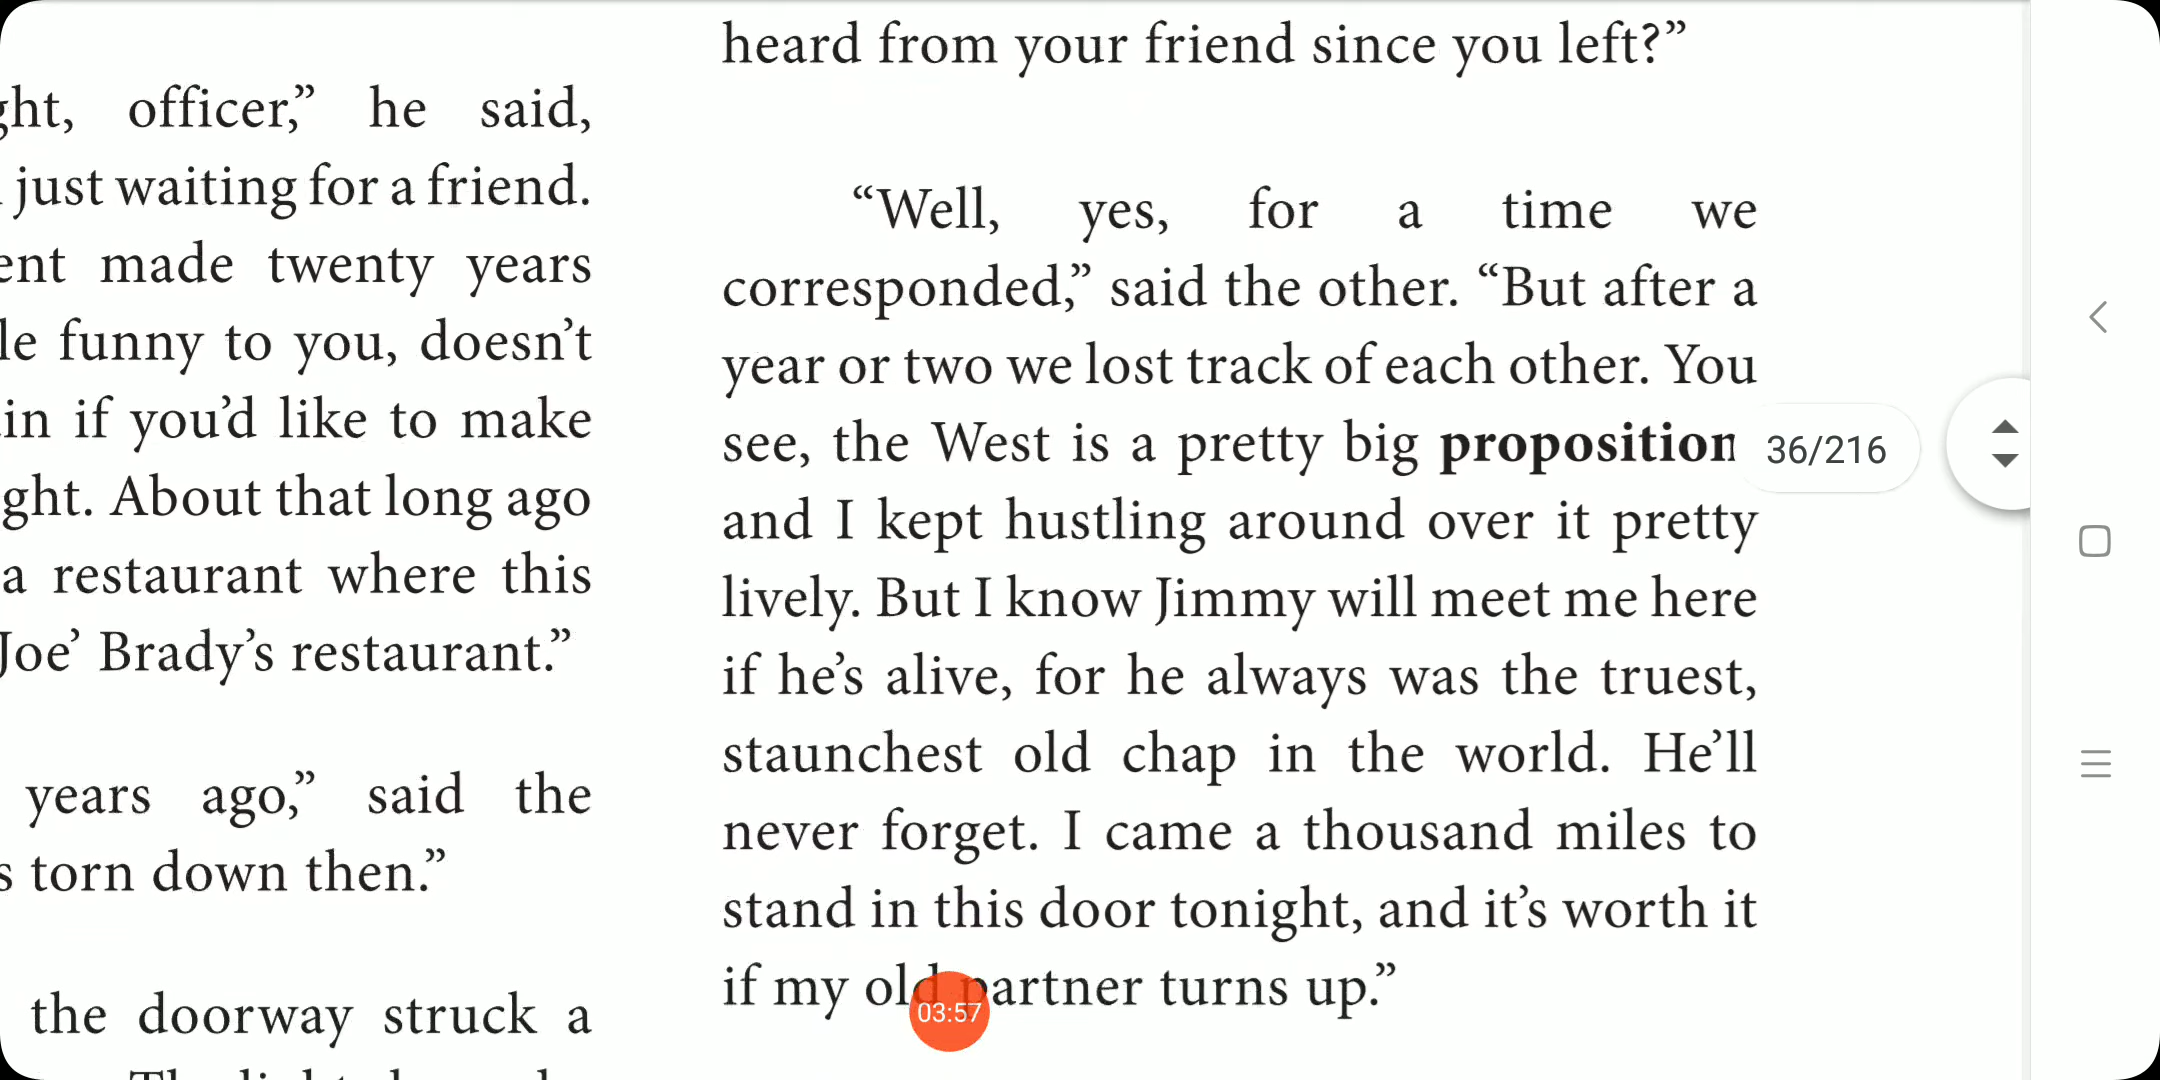 ght, officer,” he said,
just waiting for a friend.
ent made twenty years
le funny to you, doesn’t
in if you’d like to make
ght. About that long ago
a restaurant where this
Joe’ Brady’s restaurant.”
years ago,” said the
s torn down then.”
the doorway struck a
heard from your friend since you left?”
“Well, yes, for a time we
corresponded,” said the other. “But after a
year or two we lost track of each other. You
see, the West is a pretty big proposition
and I kept hustling around over it pretty
lively. But I know Jimmy will meet me here
if he’s alive, for he always was the truest,
staunchest old chap in the world. He’ll
never forget. I came a thousand miles to
stand in this door tonight, and it’s worth it
if my old partner turns up.”
36/216
03:57